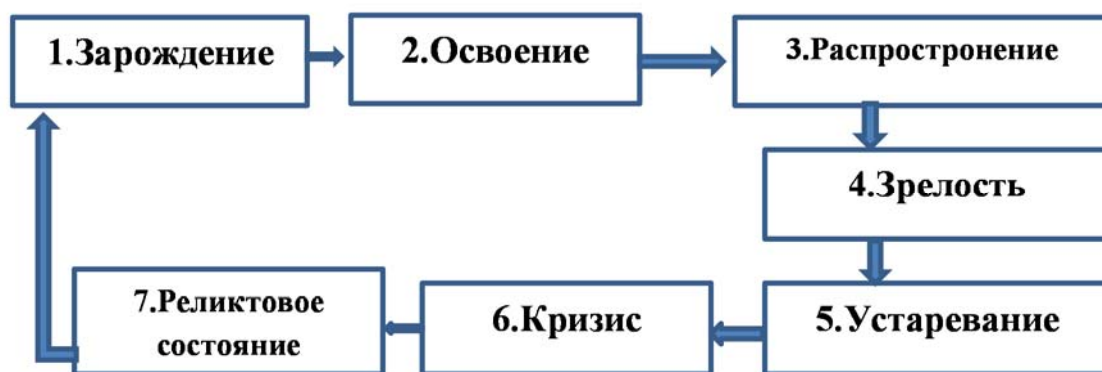 1.Зарождение
2.Освоение
3.Распростронение
4.Зрелость
5.Устаревание
6.Кризис
7.Реликтовое
состояние